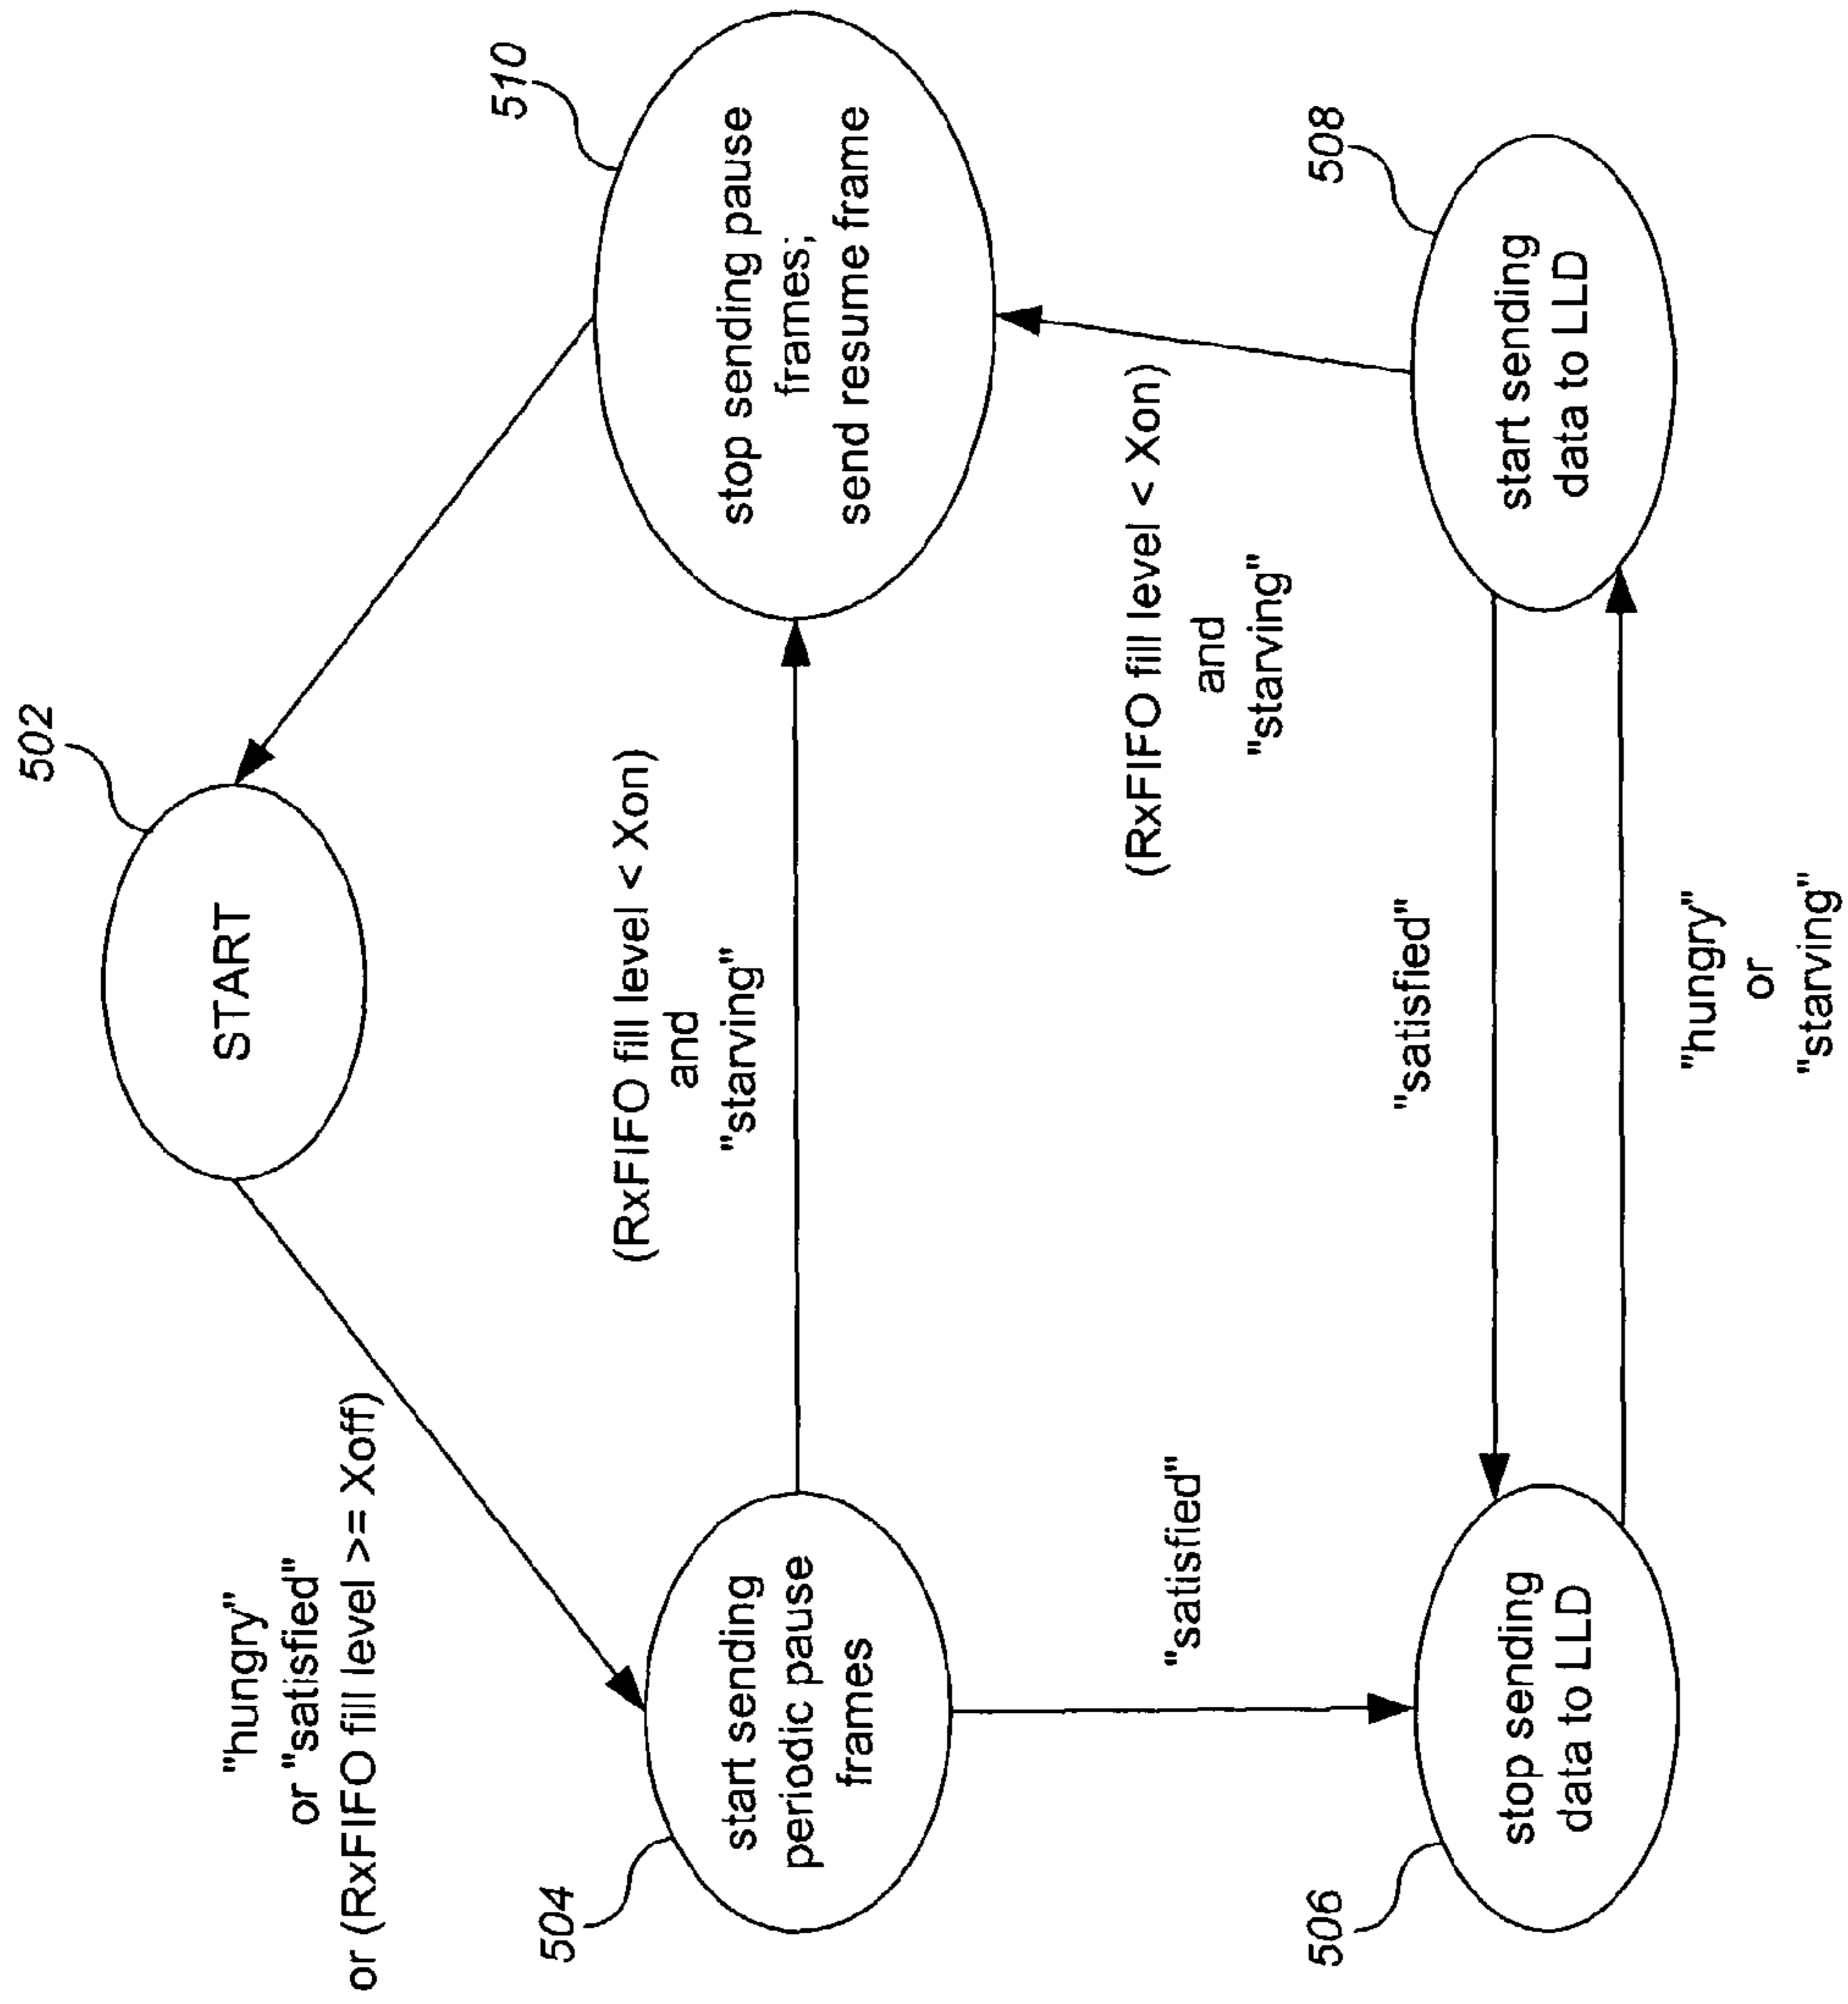 502
START
"hungry"
or "satisfied"
or (RxFIFO fill level >= Xoff)
(RxFIFO fill level < Xon)
and
"starving"
504
start sending
periodic pause
frames
510
stop sending pause
frames;
send resume frame
"satisfied"
(RxFIFO fill level < Xon)
and
"starving"
506
stop sending
data to LLD
"satisfied"
508
start sending
data to LLD
"hungry"
or
"starving"